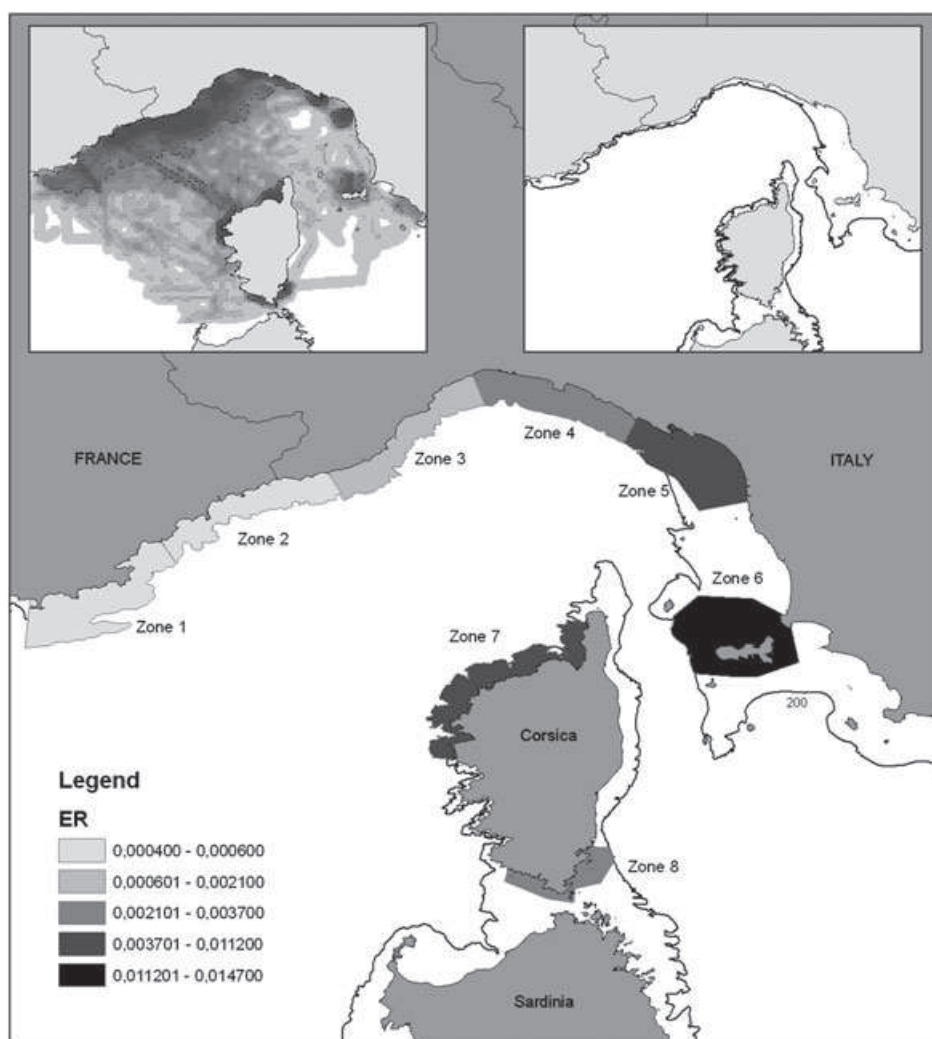 FRANCE
ITALY
Zone 4
Zone 3
Zone 5
Zone 2
Zone 6
Zone 1
Zone 7
200
Corsica
Legend
ER
0,000400 - 0,000600
0,000601 - 0,002100
0,002101 - 0,003700
0,003701 - 0,011200
0,011201 - 0,014700
Zone 8
Sardinia